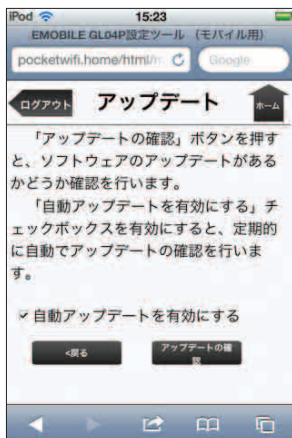 iPod 15:23
EMOBILE GL04P設定ツール （モバイル用）
pocketwifi.home/html/m Google
ログアウト アップデート ホーム
「アップデートの確認」ボタンを押す
と、ソフトウェアのアップデートがある
かどうか確認を行います。
「自動アップデートを有効にする」チ
ェックボックスを有効にすると、定期的
に自動でアップデートの確認を行いま
す。
自動アップデートを有効にする
<戻る アップデートの確
認